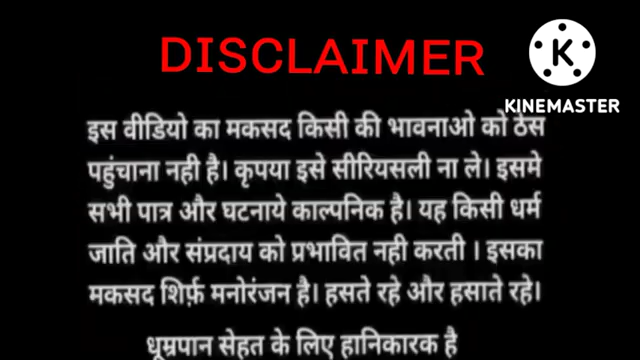 DISCLAIMER
KINEMASTER
इस वीडियो का मकसद किसी की भावनाओ को ठेस
पहुंचाना नही है। कृपया इसे सीरियसली ना ले। इसमे
सभी पात्र और घटनाये काल्पनिक है। यह किसी धर्म
जाति और संप्रदाय को प्रभावित नही करती । इसका
मकसद शिर्फ़ मनोरंजन है। हसते रहे और हसाते रहे।
धूम्रपान सेहत के लिए हानिकारक है